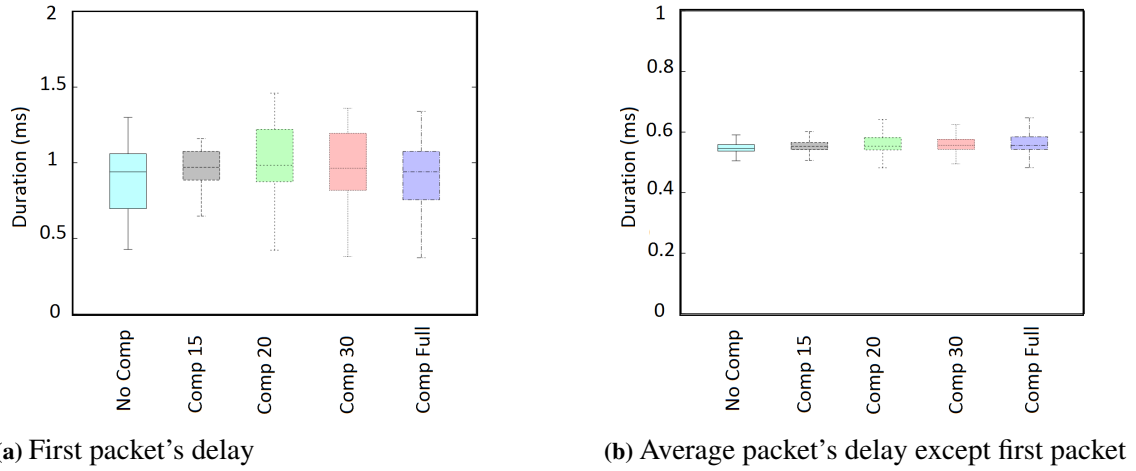 2
1.5
1
0.5
0
Duration (ms)
No Comp
Comp 15
Comp 20
Comp 30
Comp Full
(a) First packet's delay
1
0.8
0.6
0.4
0.2
0
Duration (ms)
No Comp
Comp 15
Comp 20
Comp 30
Comp Full
(b) Average packet's delay except first packet